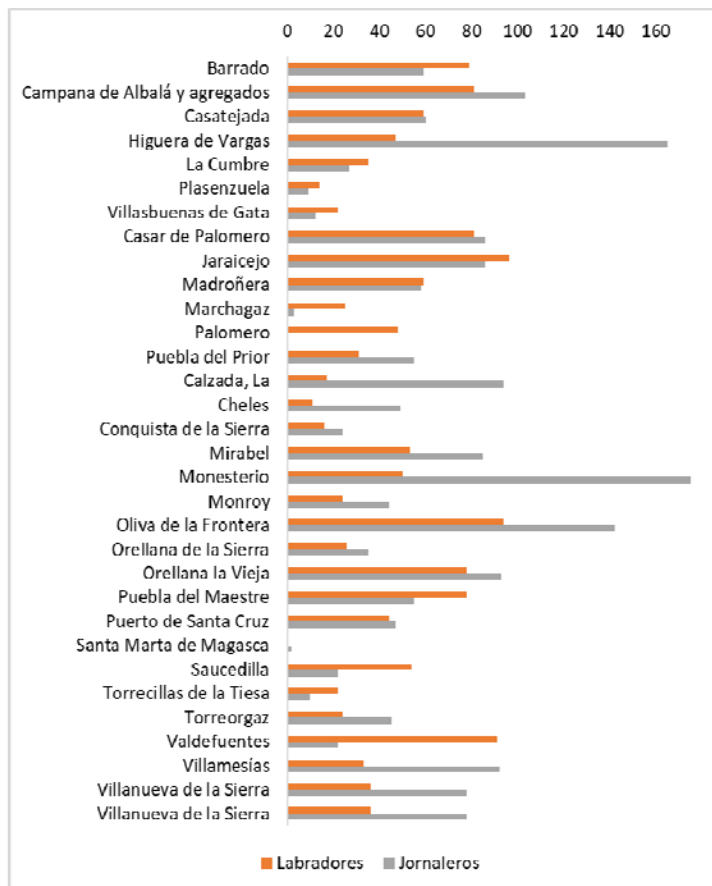 0 20 40 60 80 100 120 140 160
Barrado
Campana de Albalá y agregados
Casatejada
Higuera de Vargas
La Cumbre
Plasenzuela
Villasbuenas de Gata
Casar de Palomero
Jaraicejo
Madroñera
Marchagaz
Palomero
Puebla del Prior
Calzada, La
Cheles
Conquista de la Sierra
Mirabel
Monesterio
Monroy
Oliva de la Frontera
Orellana de la Sierra
Orellana la Vieja
Puebla del Maestre
Puerto de Santa Cruz
Santa Marta de Magasca
Saucedilla
Torrecillas de la Tiesa
Torreorgaz
Valdefuentes
Villamesías
Villanueva de la Sierra
Villanueva de la Sierra
Labradores Jornaleros